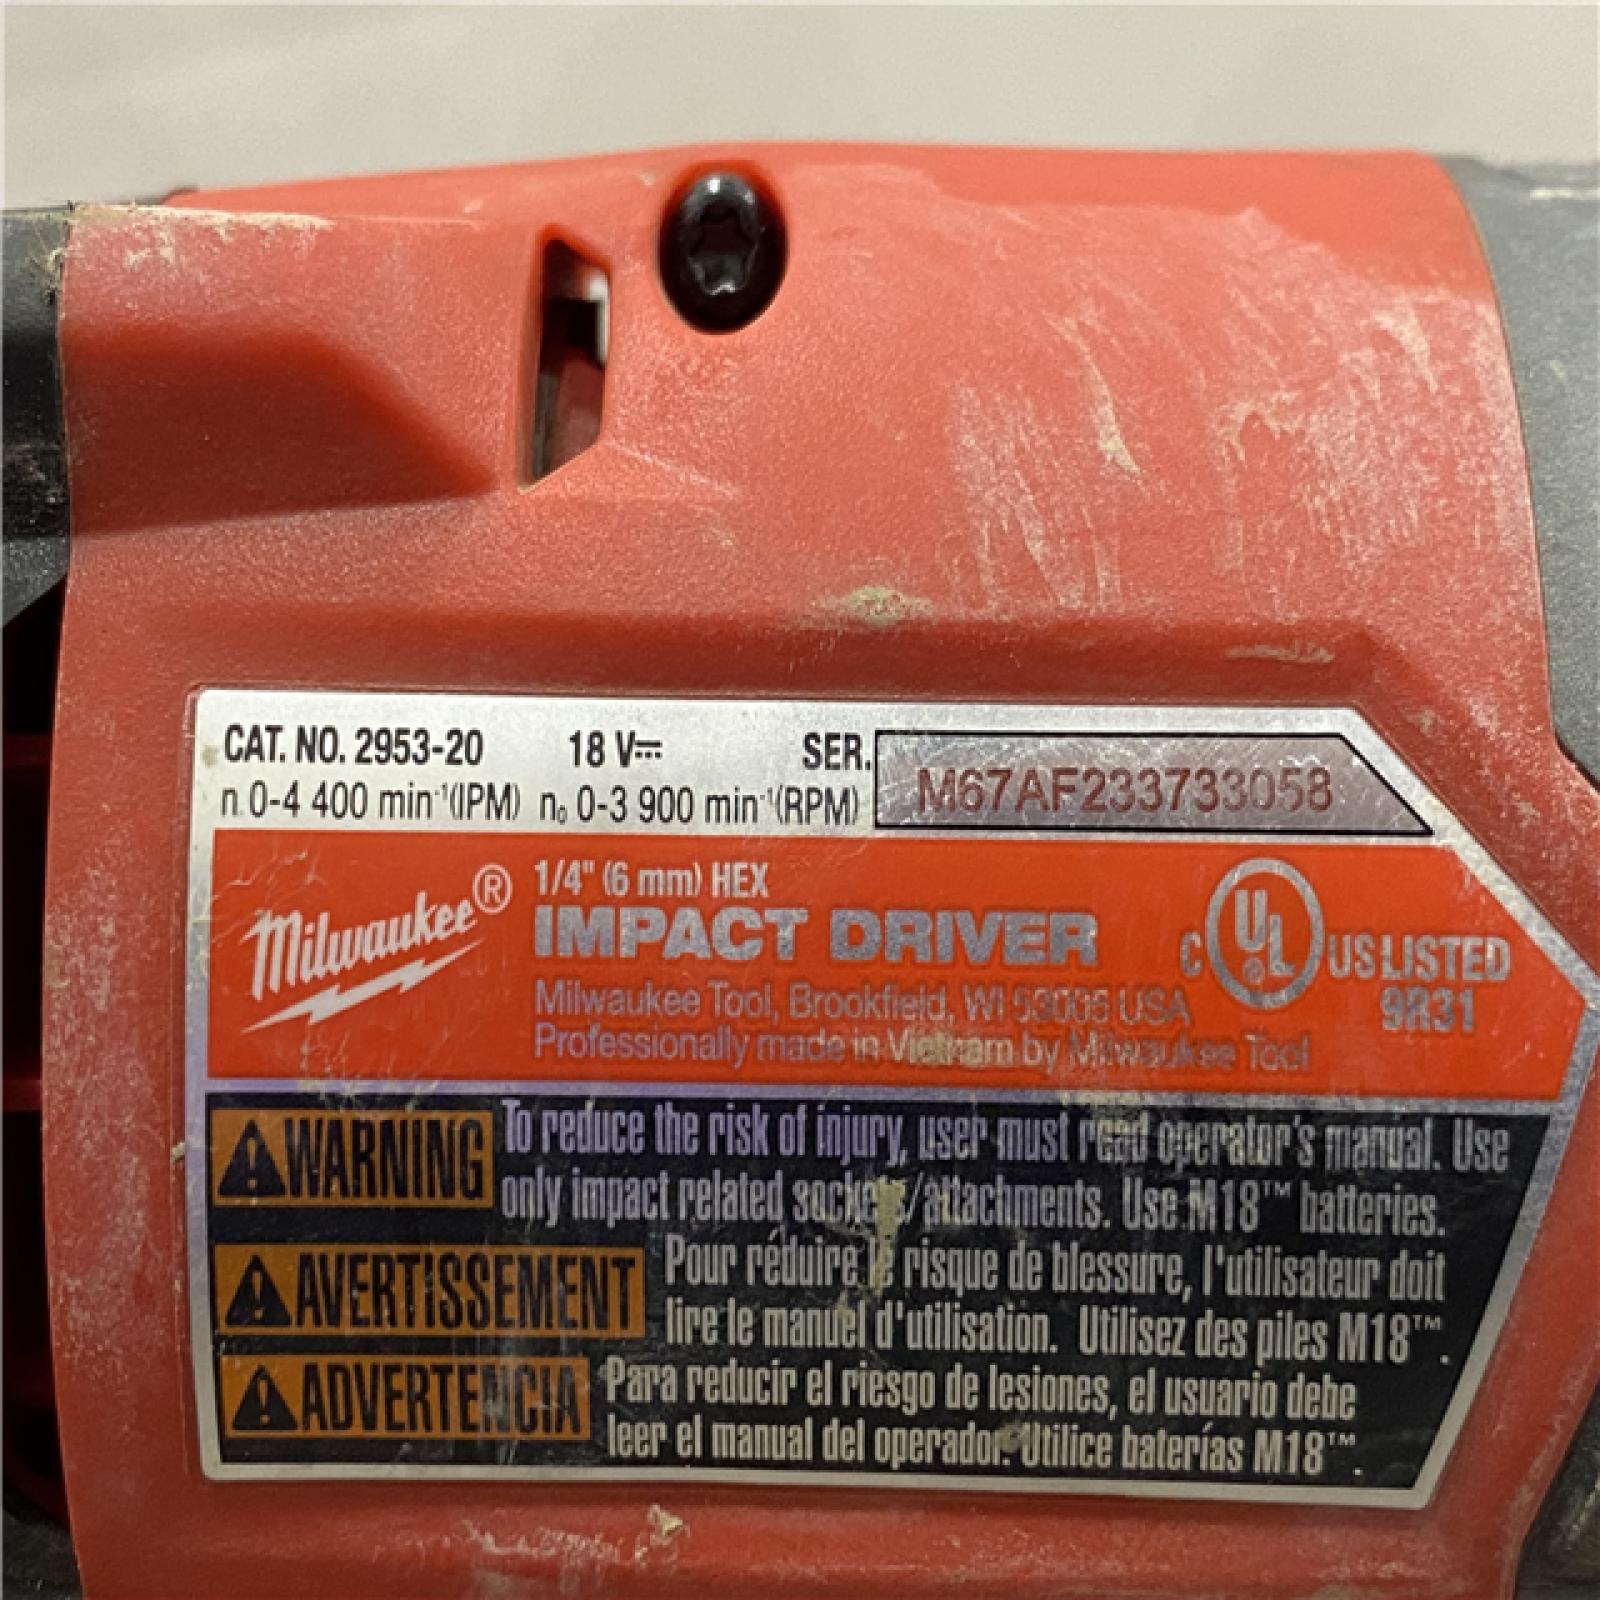 CAT. NO. 2953-20 18 V⎓ SER. M67AF233733058
n 0-4 400 min⁻¹(IPM) n₀ 0-3 900 min⁻¹(RPM)
Milwaukee®
1/4" (6 mm) HEX
IMPACT DRIVER
Milwaukee Tool, Brookfield, WI 53005 USA
Professionally made in Vietnam by Milwaukee Tool
C UL® US LISTED
9R31
⚠WARNING To reduce the risk of injury, user must read operator's manual. Use
only impact related sockets/attachments. Use M18™ batteries.
⚠AVERTISSEMENT Pour réduire le risque de blessure, l'utilisateur doit
lire le manuel d'utilisation. Utilisez des piles M18™.
⚠ADVERTENCIA Para reducir el riesgo de lesiones, el usuario debe
leer el manual del operador. Utilice baterías M18™.